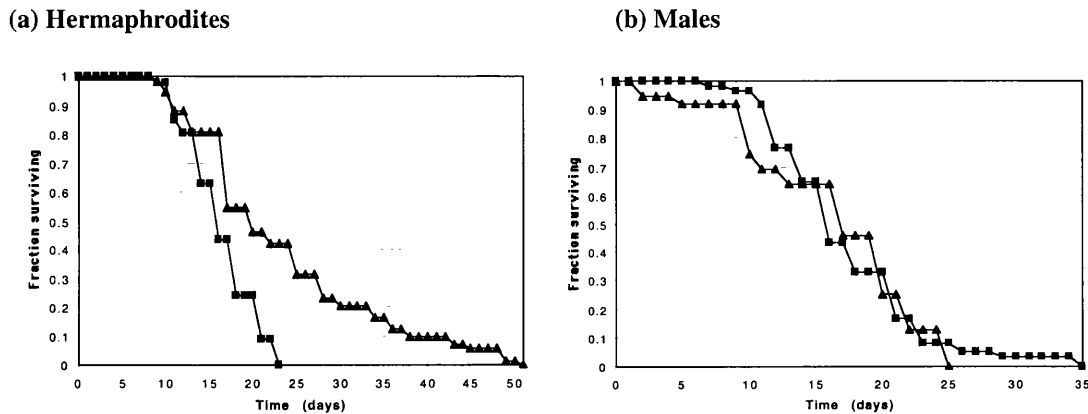 (a) Hermaphrodites
(b) Males
1
0.9
0.8
0.7
0.6
0.5
0.4
0.3
0.2
0.1
0
Fraction surviving
0 5 10 15 20 25 30 35 40 45 50
Time (days)
1
0.9
0.8
0.7
0.6
0.5
0.4
0.3
0.2
0.1
0
Fraction surviving
0 5 10 15 20 25 30 35
Time (days)